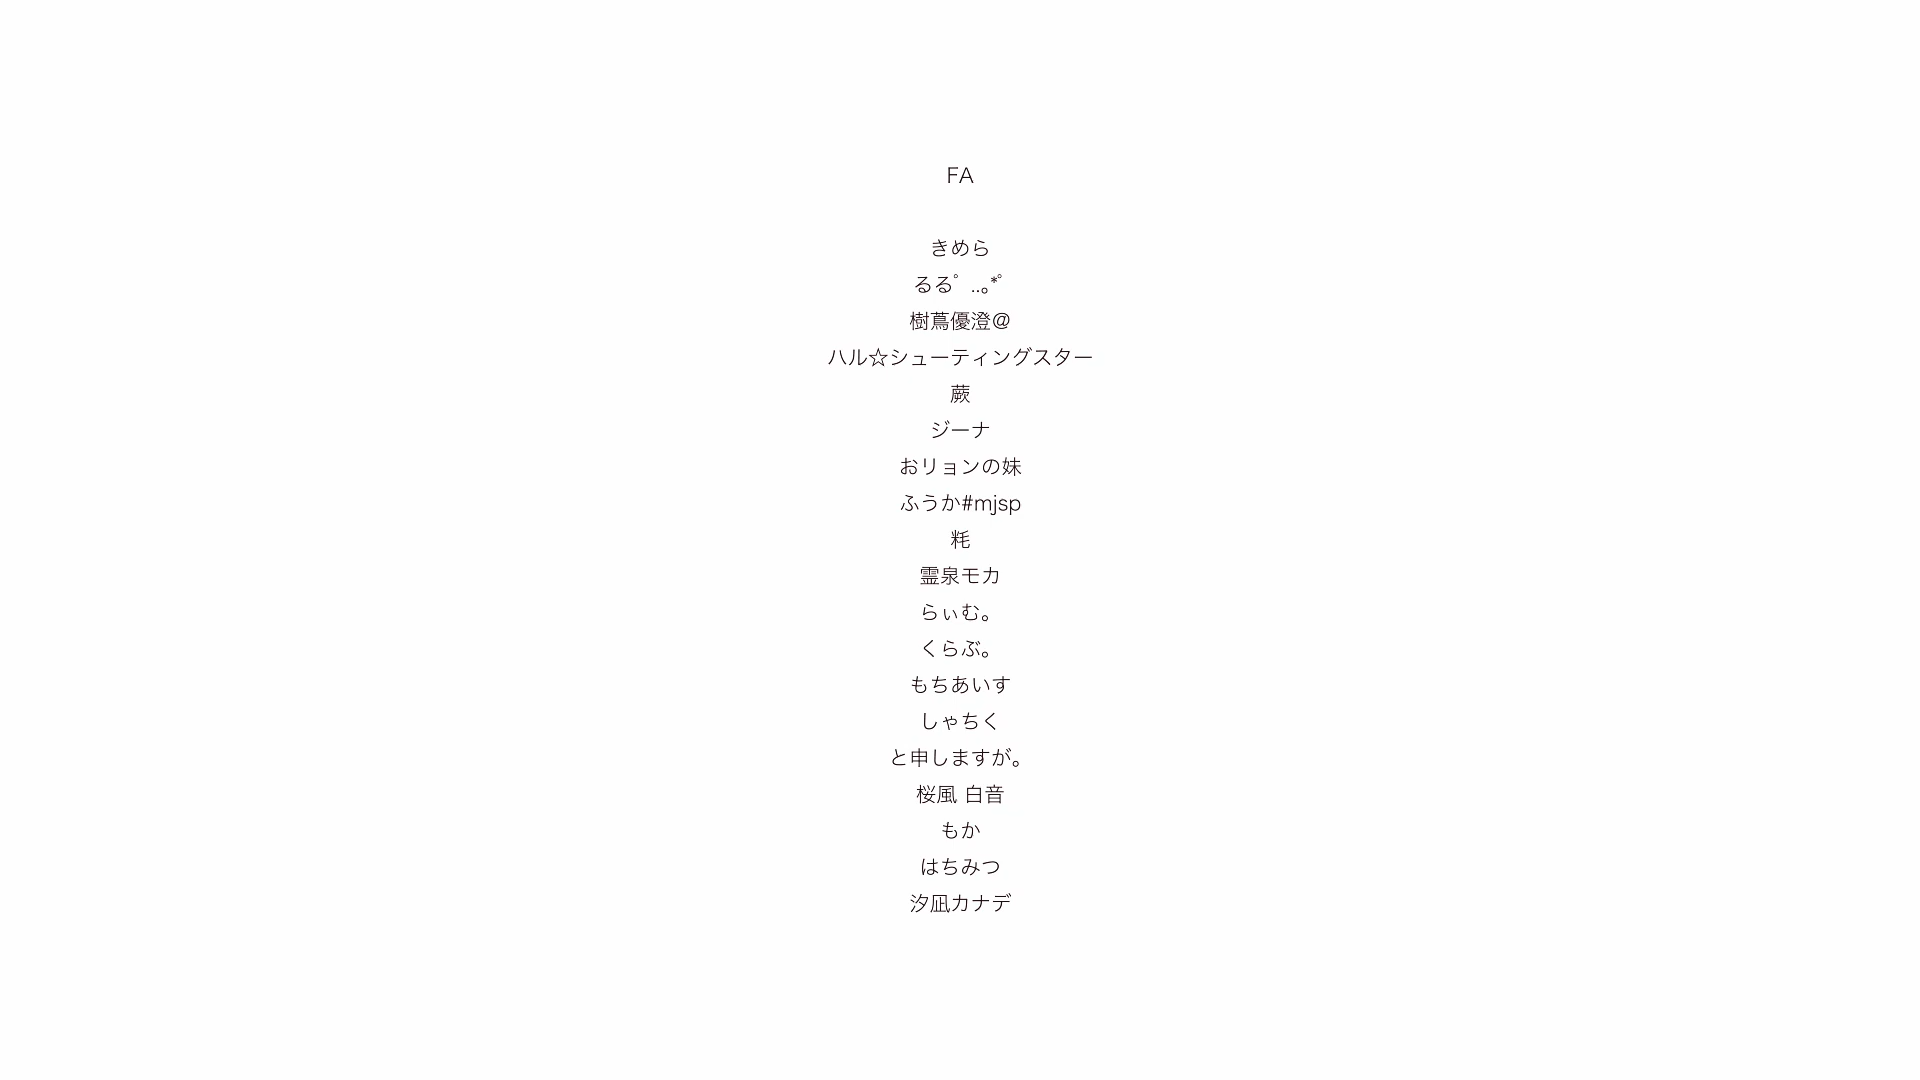 FA
きめら
るる゜..｡*ﾟ
樹蔦優澄@
ハル☆シューティングスター
蕨
ジーナ
おリョンの妹
ふうか#mjsp
粍
霊泉モカ
らぃむ。
くらぶ。
もちあいす
しゃちく
と申しますが。
桜風 白音
もか
はちみつ
汐凪カナデ